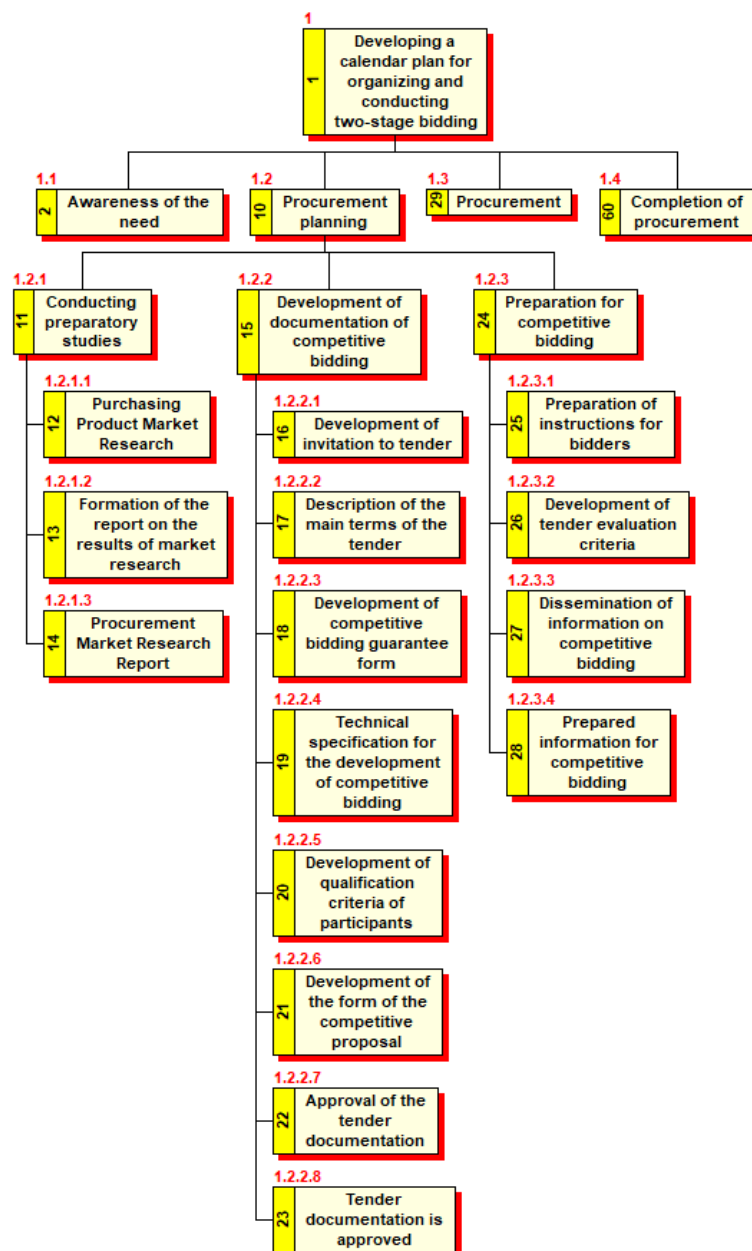 1
1
Developing a
calendar plan for
organizing and
conducting
two-stage bidding
1.1
2
Awareness of the
need
1.2
10
Procurement
planning
1.3
29
Procurement
1.4
60
Completion of
procurement
1.2.1
11
Conducting
preparatory
studies
1.2.1.1
12
Purchasing
Product Market
Research
1.2.1.2
13
Formation of the
report on the
results of market
research
1.2.1.3
14
Procurement
Market Research
Report
1.2.2
15
Development of
documentation of
competitive
bidding
1.2.2.1
16
Development of
invitation to tender
1.2.2.2
17
Description of the
main terms of the
tender
1.2.2.3
18
Development of
competitive
bidding guarantee
form
1.2.2.4
19
Technical
specification for
the development
of competitive
bidding
1.2.2.5
20
Development of
qualification
criteria of
participants
1.2.2.6
21
Development of
the form of the
competitive
proposal
1.2.2.7
22
Approval of the
tender
documentation
1.2.2.8
23
Tender
documentation is
approved
1.2.3
24
Preparation for
competitive
bidding
1.2.3.1
25
Preparation of
instructions for
bidders
1.2.3.2
26
Development of
tender evaluation
criteria
1.2.3.3
27
Dissemination of
information on
competitive
bidding
1.2.3.4
28
Prepared
information for
competitive
bidding